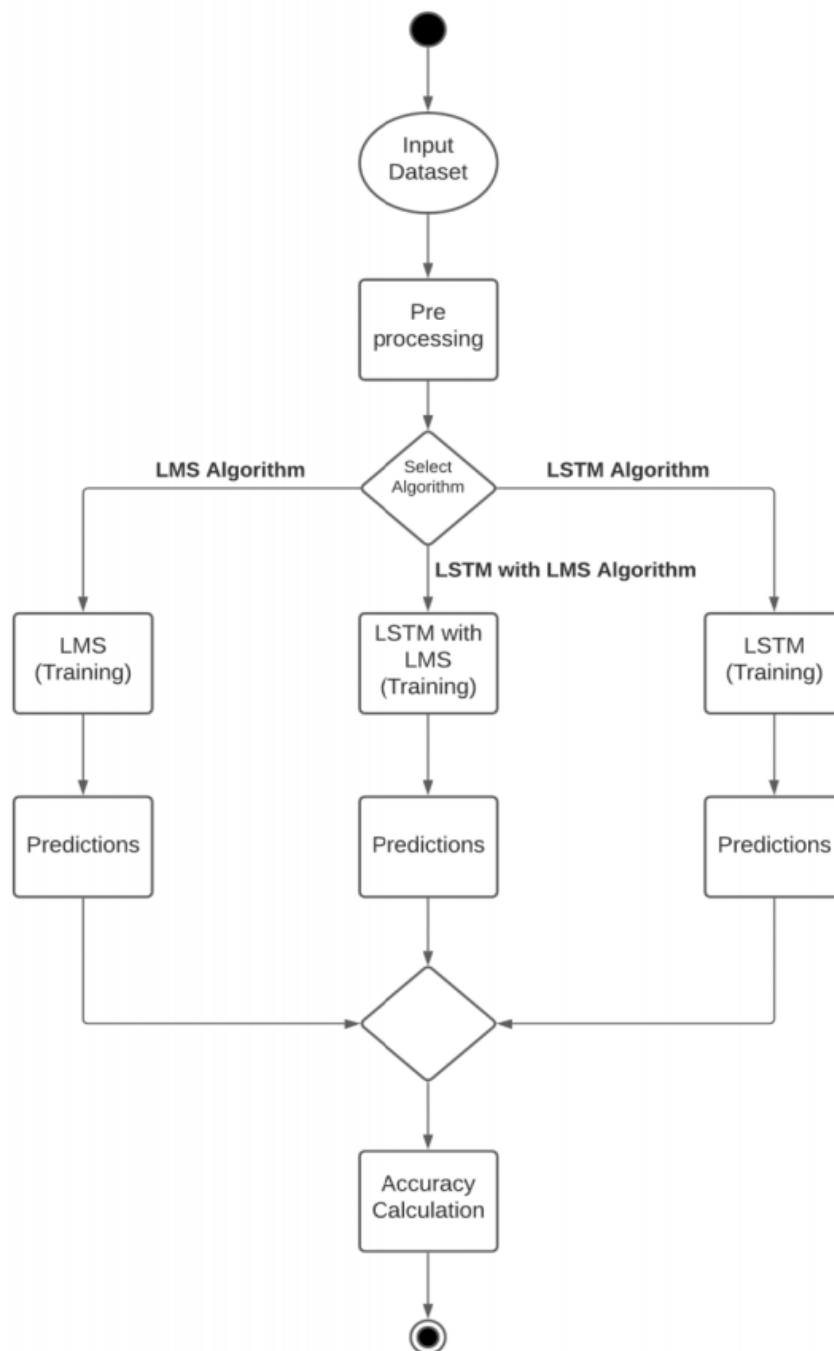 Input
Dataset
Pre
processing
Select
Algorithm
LMS Algorithm
LSTM Algorithm
LSTM with LMS Algorithm
LMS
(Training)
LSTM with
LMS
(Training)
LSTM
(Training)
Predictions
Predictions
Predictions
Accuracy
Calculation